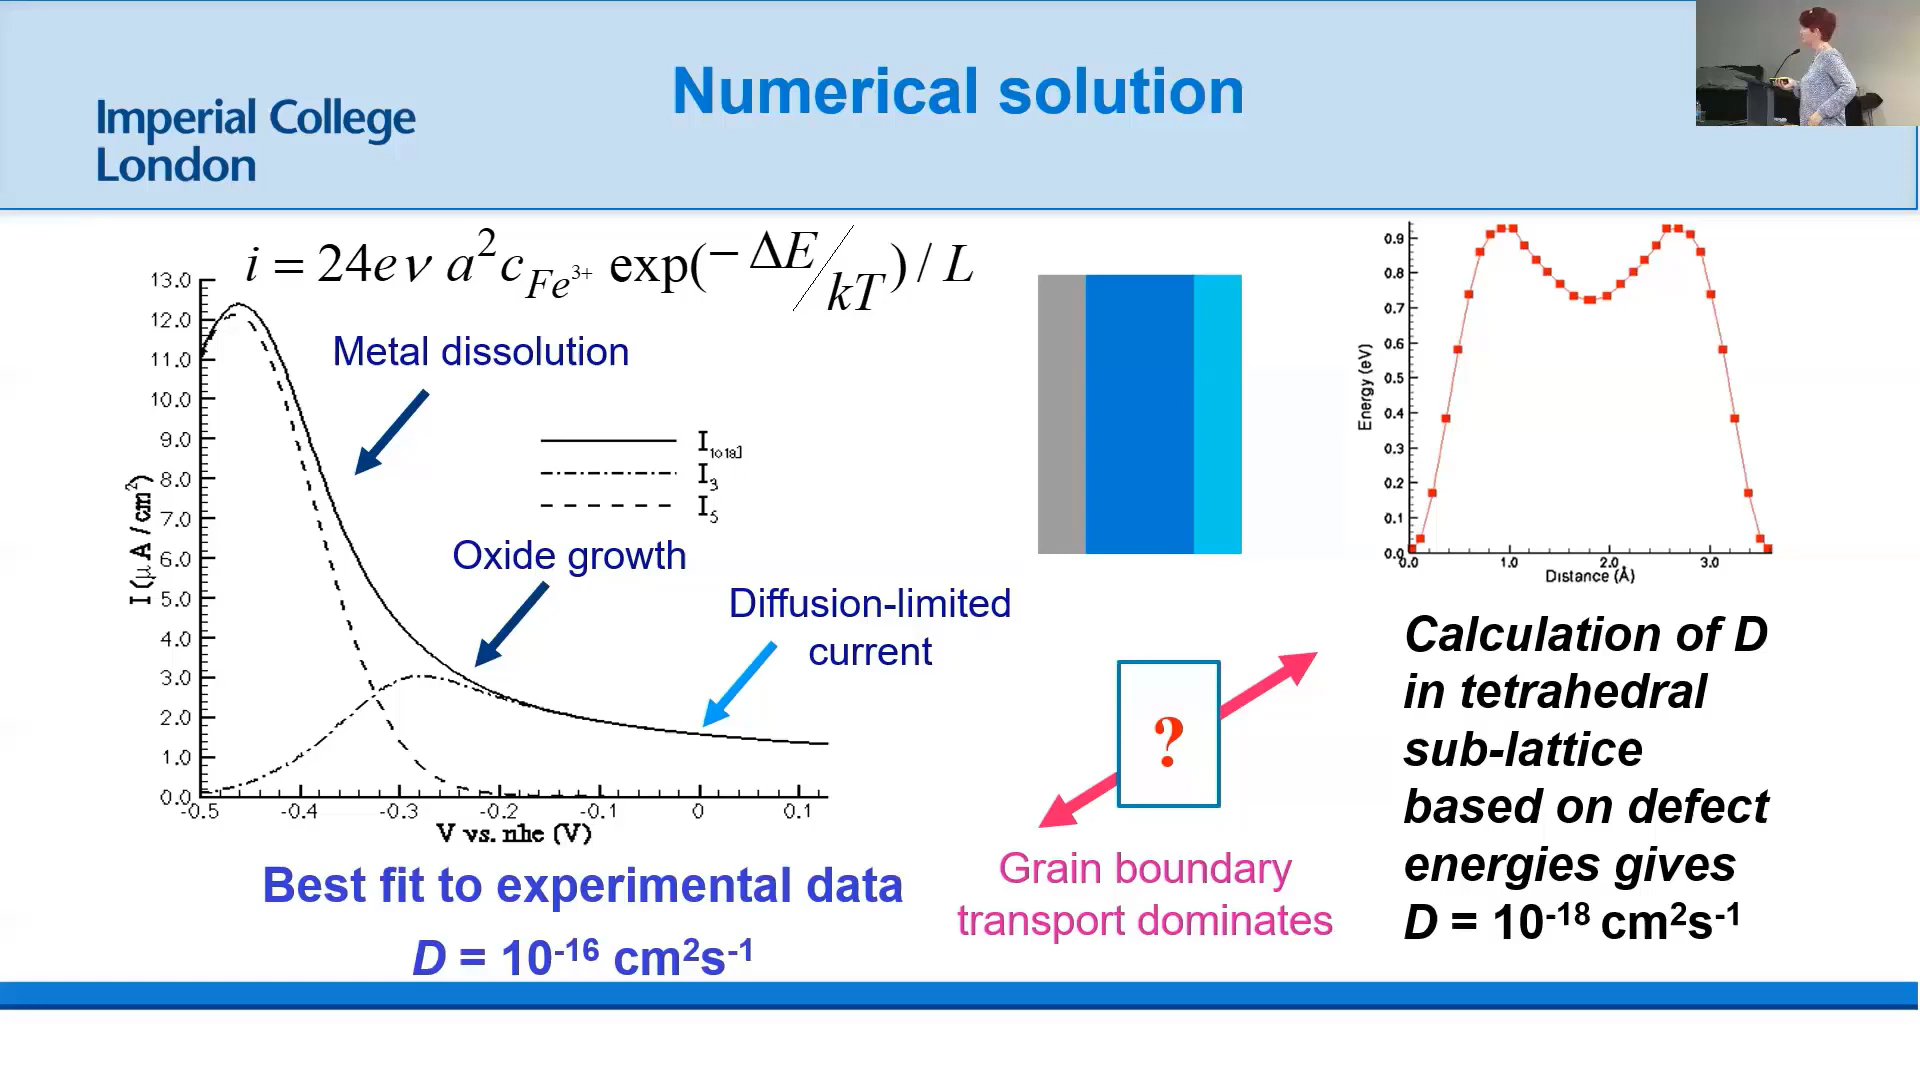 Imperial College
London
Numerical solution
i = 24eν a² c_Fe³⁺ exp(−ΔE/kT) / L
13.0
12.0
11.0
10.0
9.0
8.0
7.0
6.0
5.0
4.0
3.0
2.0
1.0
0.0
I (μ A / cm²)
-0.5 -0.4 -0.3 -0.2 -0.1 0 0.1
V vs. nhe (V)
Metal dissolution
I total
I₃
I₅
Oxide growth
Diffusion-limited
current
Best fit to experimental data
D = 10⁻¹⁶ cm²s⁻¹
?
Grain boundary
transport dominates
0.9
0.8
0.7
0.6
0.5
0.4
0.3
0.2
0.1
0.0
Energy (eV)
0.0 1.0 2.0 3.0
Distance (Å)
Calculation of D
in tetrahedral
sub-lattice
based on defect
energies gives
D = 10⁻¹⁸ cm²s⁻¹